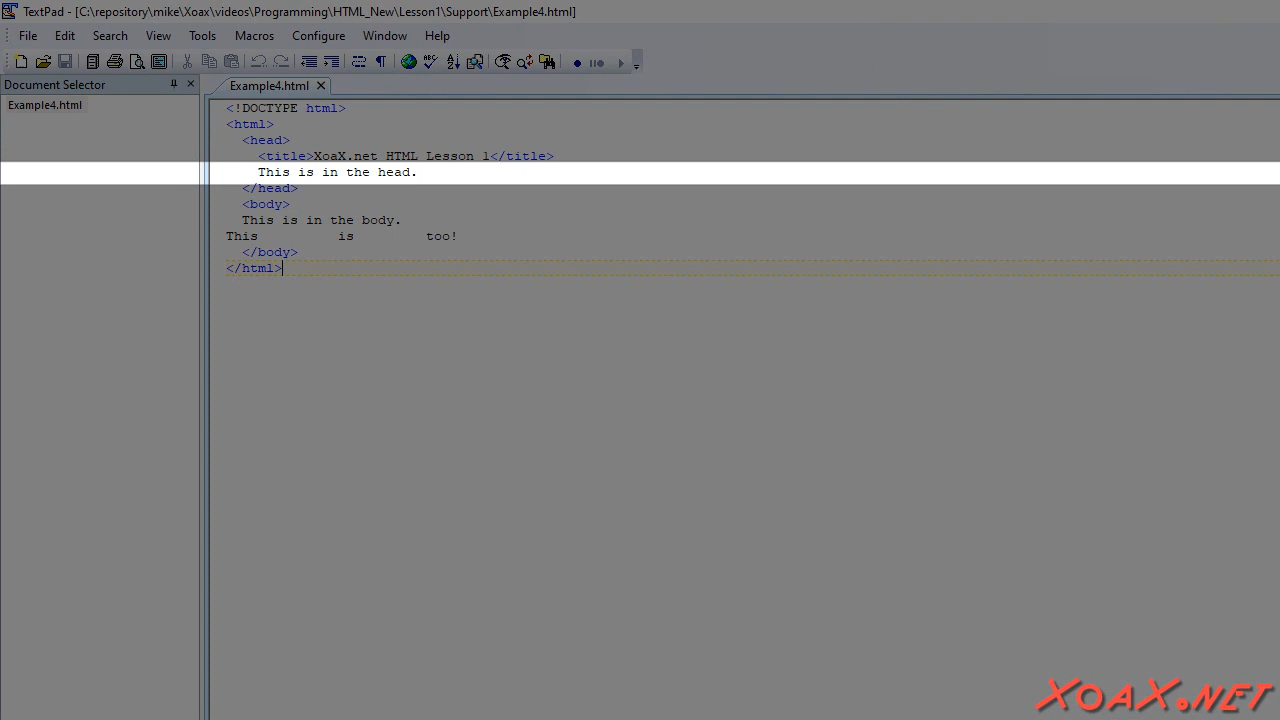 TextPad - [C:\repository\mike\Xoax\videos\Programming\HTML_New\Lesson1\Support\Example4.html]
File Edit Search View Tools Macros Configure Window Help
Document Selector
Example4.html
Example4.html
<!DOCTYPE html>
<html>
<head>
<title>XoaX.net HTML Lesson 1</title>
This is in the head.
</head>
<body>
This is in the body.
This is too!
</body>
</html>
XOAX.NET